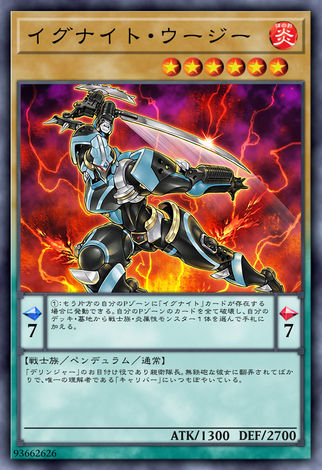 イグナイト・ウージー
ほのお
炎
①:もう片方の自分のPゾーンに「イグナイト」カードが存在する
場合に発動できる。自分のPゾーンのカードを全て破壊し、自分の
デッキ・墓地から戦士族・炎属性モンスター1体を選んで手札に
加える。
7
7
【戦士族／ペンデュラム／通常】
「デリンジャー」のお目付け役であり親衛隊長。無鉄砲な彼女に翻弄されてばか
りで、唯一の理解者である「キャリバー」にいつもぼやいている。
ATK/1300 DEF/2700
93662626